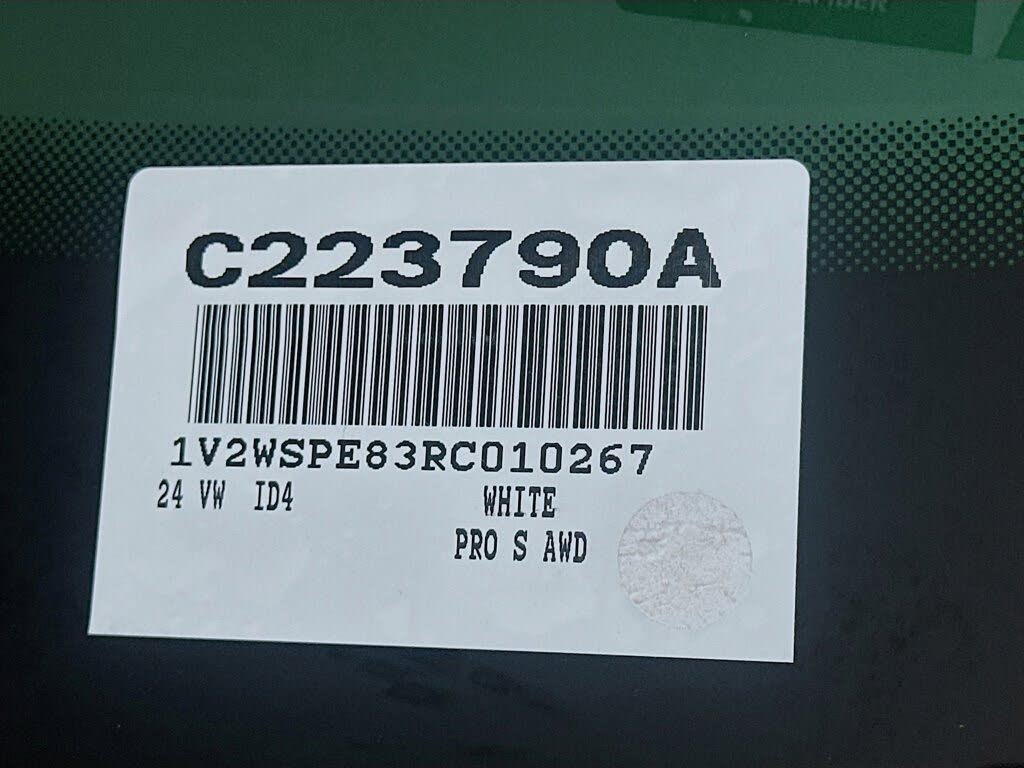 C223790A
1V2WSPE83RC010267
24 VW ID4 WHITE
PRO S AWD